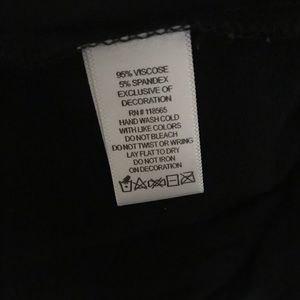 95% VISCOSE
5% SPANDEX
EXCLUSIVE OF
DECORATION
RN # 118565
HAND WASH COLD
WITH LIKE COLORS
DO NOT BLEACH
DO NOT TWIST OR WRING
LAY FLAT TO DRY
DO NOT IRON
ON DECORATION